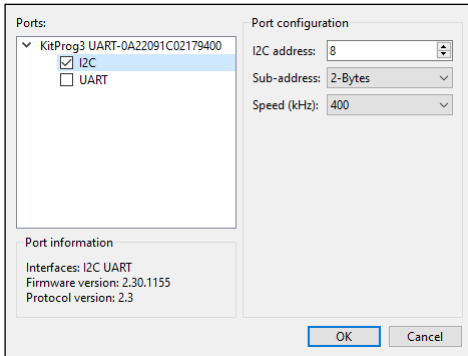 Ports:
KitProg3 UART-0A22091C02179400
I2C
UART
Port information
Interfaces: I2C UART
Firmware version: 2.30.1155
Protocol version: 2.3
Port configuration
I2C address: 8
Sub-address: 2-Bytes
Speed (kHz): 400
OK
Cancel